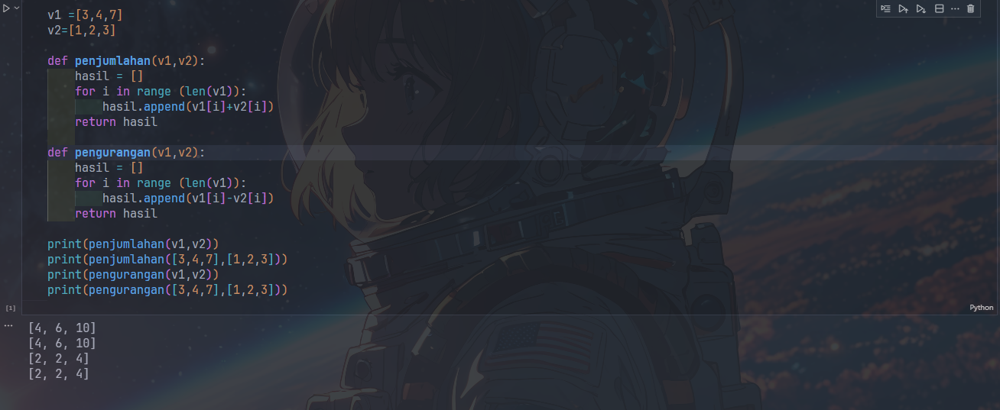 v1 =[3,4,7]
v2=[1,2,3]
def penjumlahan(v1,v2):
    hasil = []
    for i in range (len(v1)):
        hasil.append(v1[i]+v2[i])
    return hasil
def pengurangan(v1,v2):
    hasil = []
    for i in range (len(v1)):
        hasil.append(v1[i]-v2[i])
    return hasil
print(penjumlahan(v1,v2))
print(penjumlahan([3,4,7],[1,2,3]))
print(pengurangan(v1,v2))
print(pengurangan([3,4,7],[1,2,3]))
[1]
Python
[4, 6, 10]
[4, 6, 10]
[2, 2, 4]
[2, 2, 4]